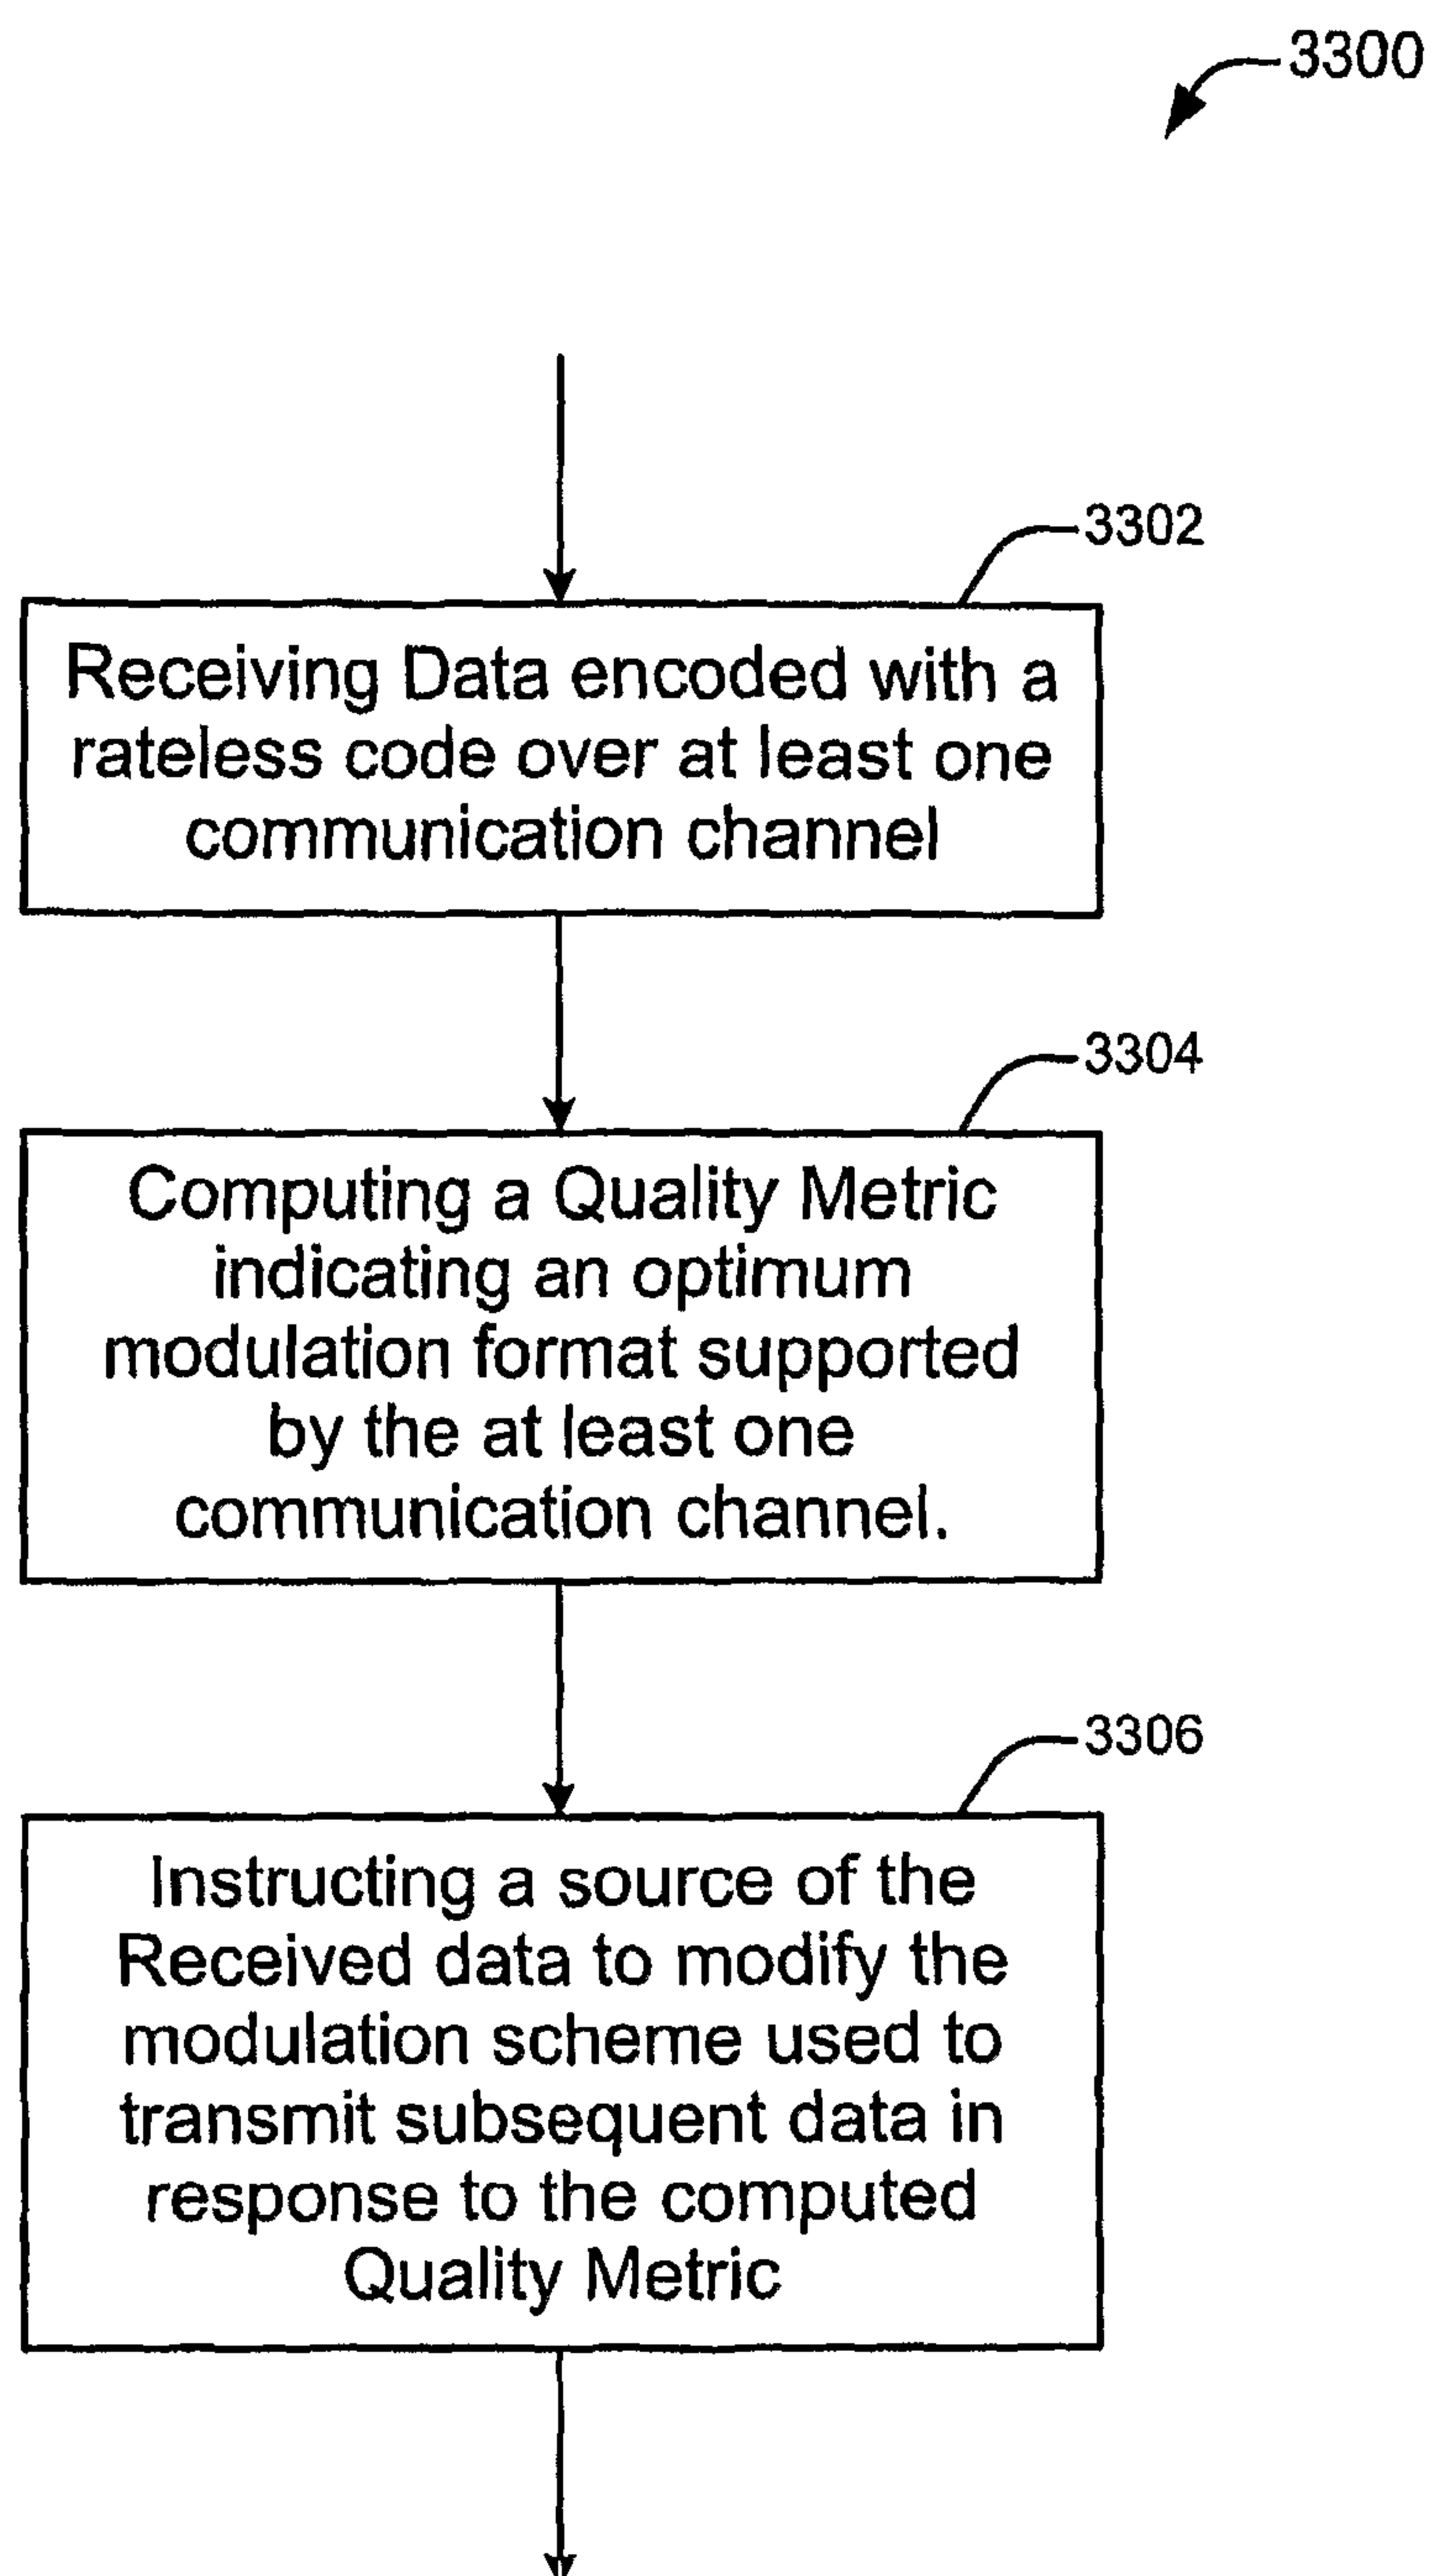 3300
3302
Receiving Data encoded with a
rateless code over at least one
communication channel
3304
Computing a Quality Metric
indicating an optimum
modulation format supported
by the at least one
communication channel.
3306
Instructing a source of the
Received data to modify the
modulation scheme used to
transmit subsequent data in
response to the computed
Quality Metric